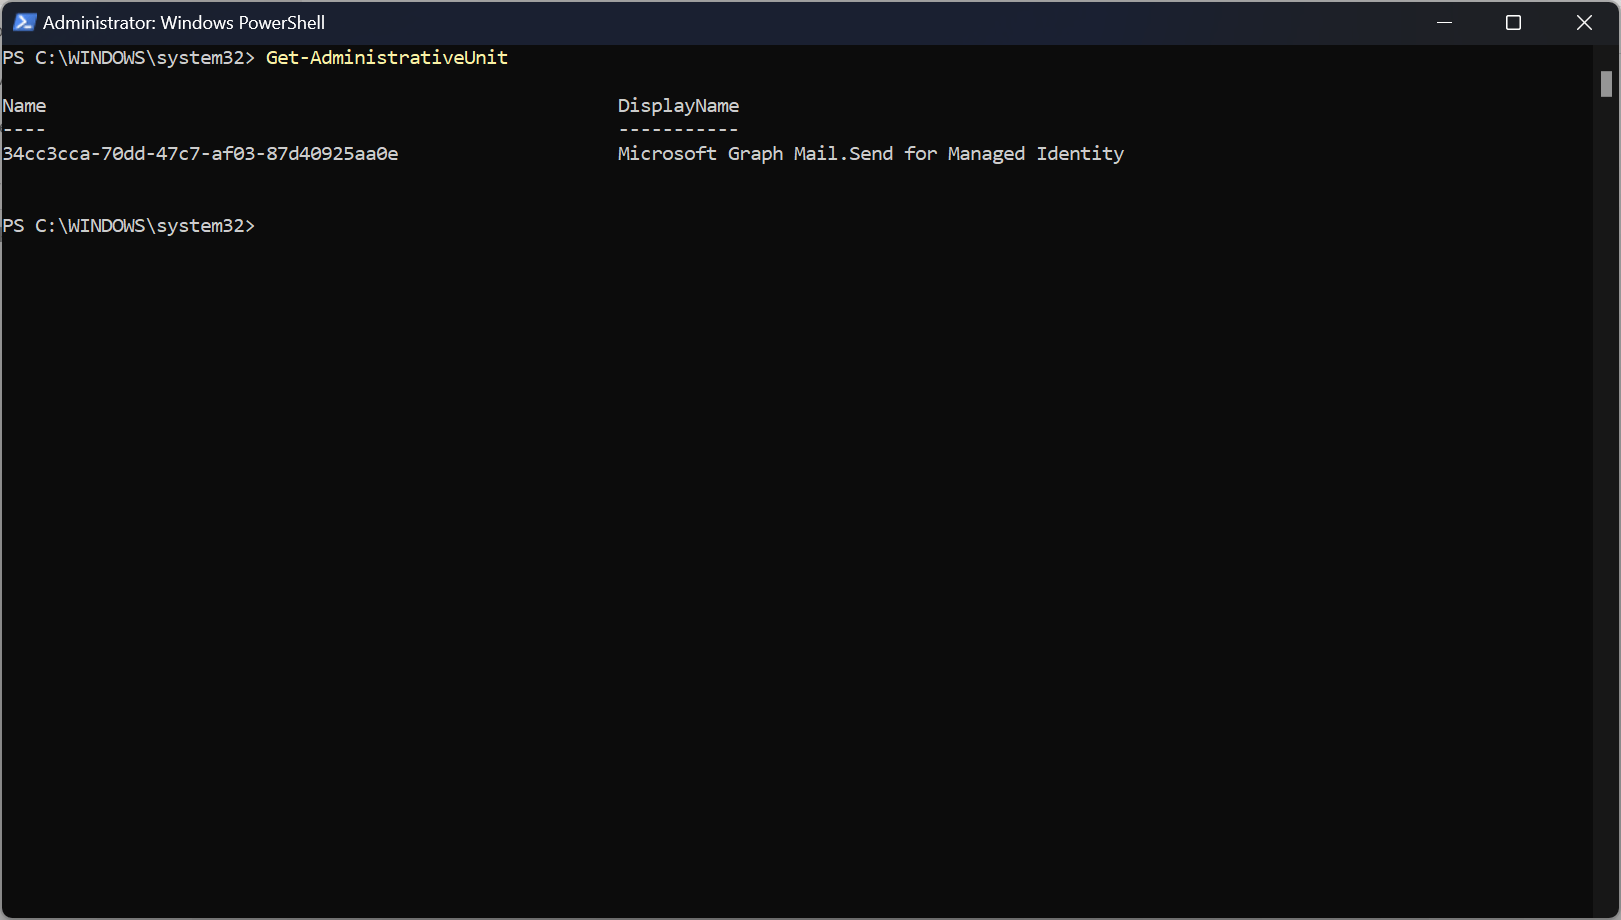 Administrator: Windows PowerShell
PS C:\WINDOWS\system32> Get-AdministrativeUnit
Name DisplayName
---- -----------
34cc3cca-70dd-47c7-af03-87d40925aa0e Microsoft Graph Mail.Send for Managed Identity
PS C:\WINDOWS\system32>